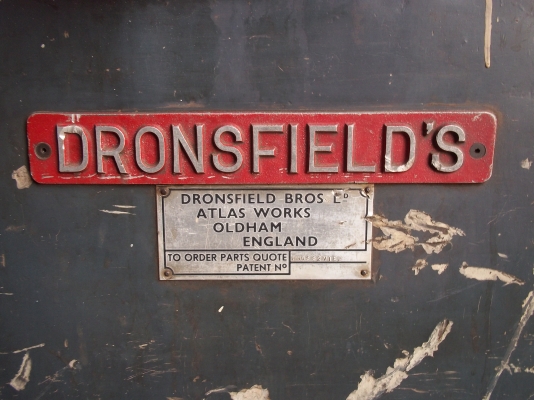 DRONSFIELD'S
DRONSFIELD BROS Lᴰ
ATLAS WORKS
OLDHAM
ENGLAND
TO ORDER PARTS QUOTE
PATENT Nº